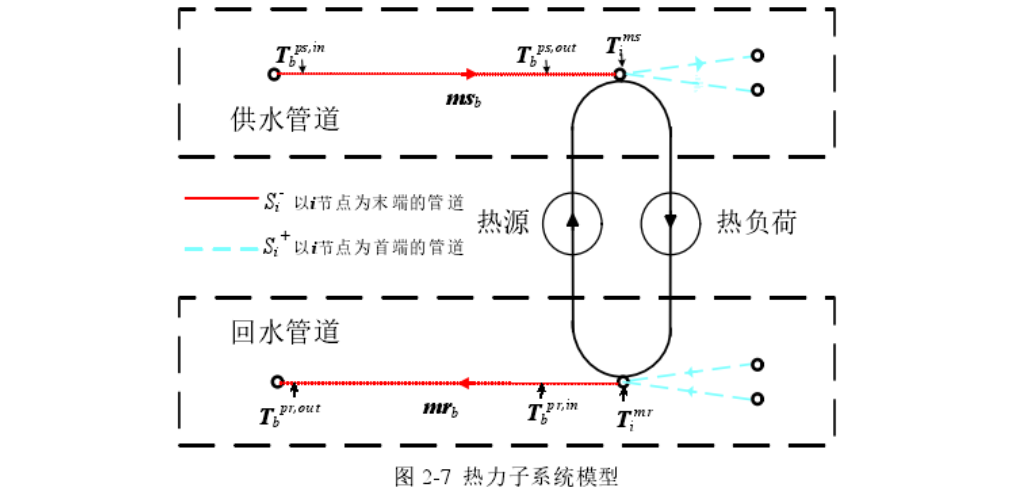 T_b^{ps,in} T_b^{ps,out} T_i^{ms}
ms_b
供水管道
S_i^- 以i节点为末端的管道
热源 热负荷
S_i^+ 以i节点为首端的管道
回水管道
T_b^{pr,out} mr_b T_b^{pr,in} T_i^{mr}
图 2-7 热力子系统模型